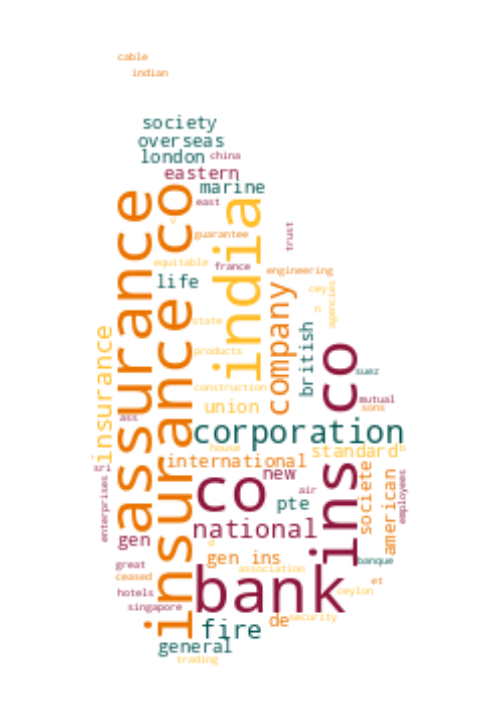 cable
indian
society
overseas
london
china
eastern
marine
east
assurance
insurance co
india
guarantee
trust
equitable
france
engineering
life
company
cey
agencies
n
state
british
ins co
insurance
products
suez
construction
mutual
union
sons
ass
corporation
house
standard
b
international
sri
new
co
air
pte
societe
american
employees
enterprises
national
gen
d
gen ins
association
banque
great
ceased
bank
et
hotels
ceylon
singapore
de
security
fire
general
trading